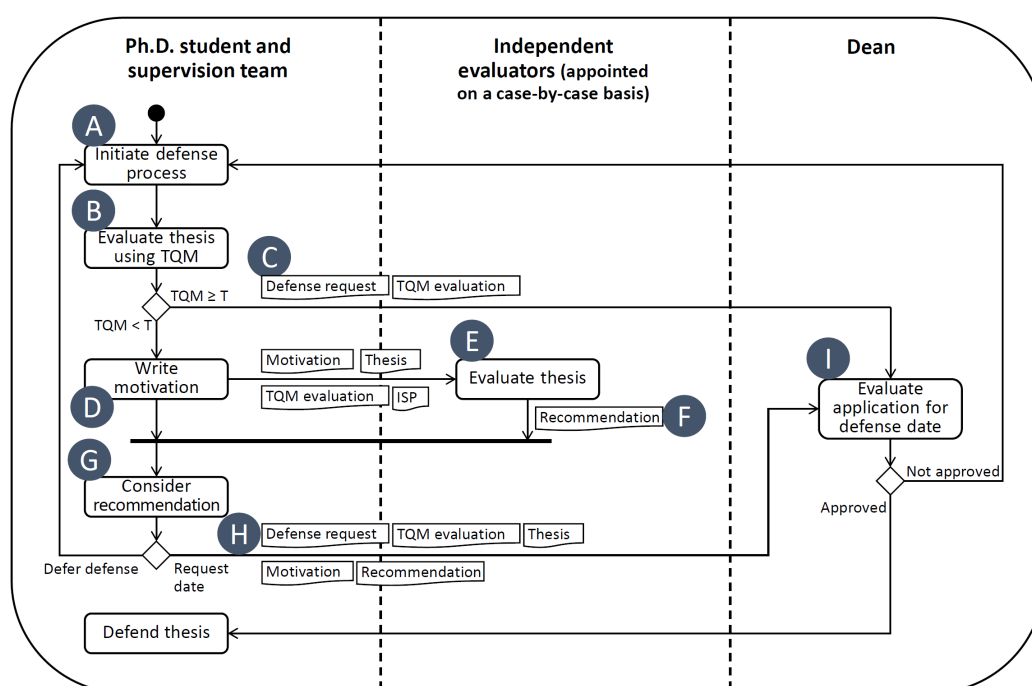 Ph.D. student and
supervision team
Independent
evaluators (appointed
on a case-by-case basis)
Dean
A
Initiate defense
process
B
Evaluate thesis
using TQM
C
Defense request
TQM evaluation
TQM ≥ T
TQM < T
Write
motivation
D
Motivation
Thesis
TQM evaluation
ISP
E
Evaluate thesis
Recommendation
F
I
Evaluate
application for
defense date
Not approved
Approved
G
Consider
recommendation
H
Defense request
TQM evaluation
Thesis
Defer defense
Request
date
Motivation
Recommendation
Defend thesis